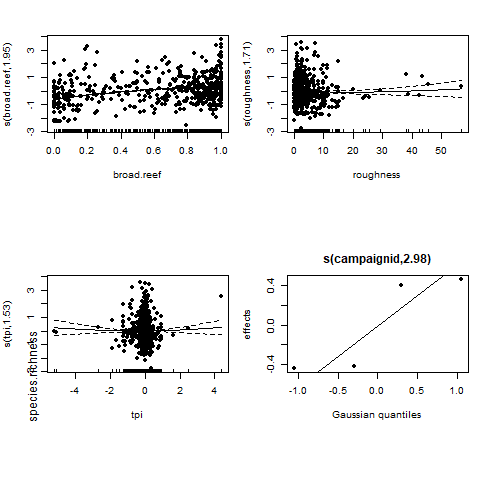 s(broad.reef,1.95)
3
1
-1
-3
0.0 0.2 0.4 0.6 0.8 1.0
broad.reef
s(roughness,1.71)
3
1
-1
-3
0 10 20 30 40 50
roughness
s(tpi,1.53)
species.richness
3
1
-2
-4 -2 0 2 4
tpi
s(campaignid,2.98)
effects
0.4
0.0
-0.4
-1.0 -0.5 0.0 0.5 1.0
Gaussian quantiles